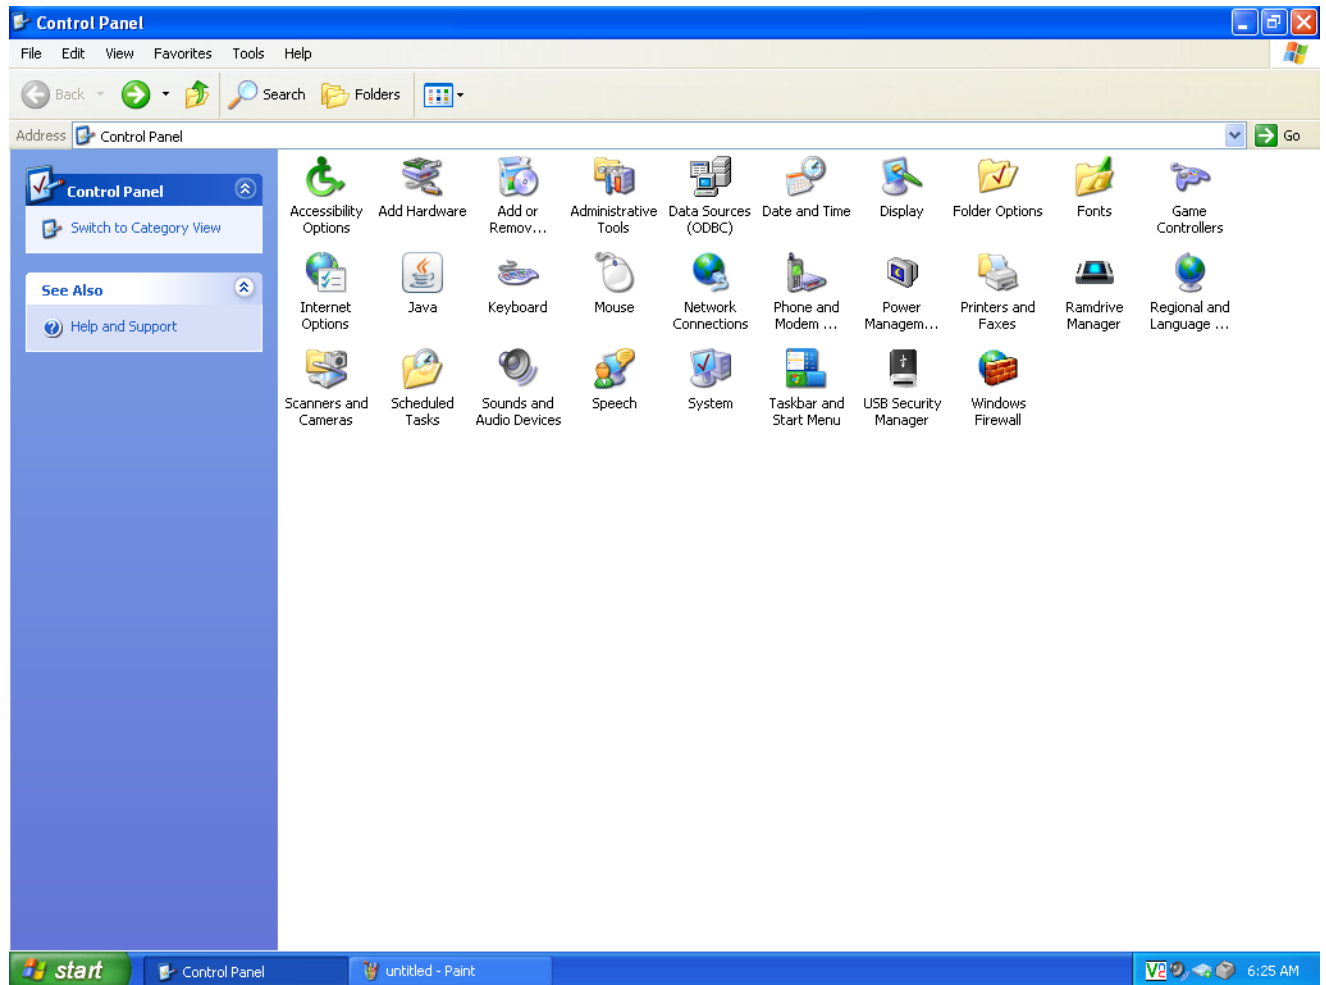 Control Panel
File Edit View Favorites Tools Help
Back Search Folders
Address Control Panel Go
Control Panel
Switch to Category View
See Also
Help and Support
Accessibility Options
Add Hardware
Add or Remov...
Administrative Tools
Data Sources (ODBC)
Date and Time
Display
Folder Options
Fonts
Game Controllers
Internet Options
Java
Keyboard
Mouse
Network Connections
Phone and Modem ...
Power Managem...
Printers and Faxes
Ramdrive Manager
Regional and Language ...
Scanners and Cameras
Scheduled Tasks
Sounds and Audio Devices
Speech
System
Taskbar and Start Menu
USB Security Manager
Windows Firewall
start Control Panel untitled - Paint 6:25 AM